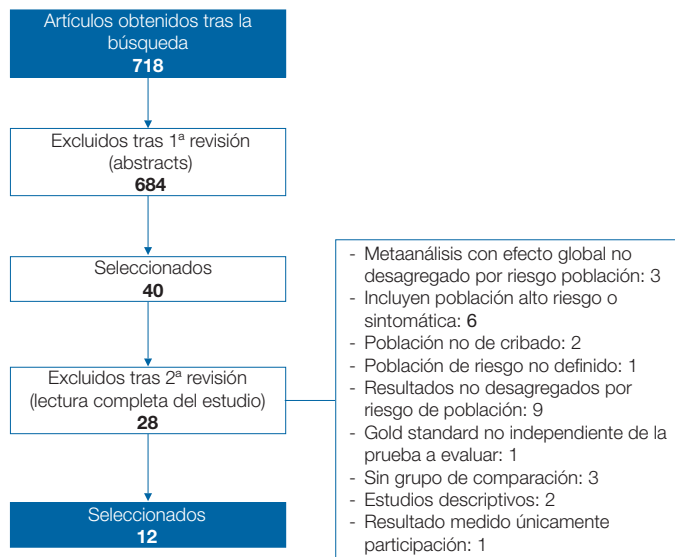 Artículos obtenidos tras la
búsqueda
718
Excluidos tras 1ª revisión
(abstracts)
684
Seleccionados
40
Excluidos tras 2ª revisión
(lectura completa del estudio)
28
- Metaanálisis con efecto global no
desagregado por riesgo población: 3
- Incluyen población alto riesgo o
sintomática: 6
- Población no de cribado: 2
- Población de riesgo no definido: 1
- Resultados no desagregados por
riesgo de población: 9
- Gold standard no independiente de la
prueba a evaluar: 1
- Sin grupo de comparación: 3
- Estudios descriptivos: 2
- Resultado medido únicamente
participación: 1
Seleccionados
12